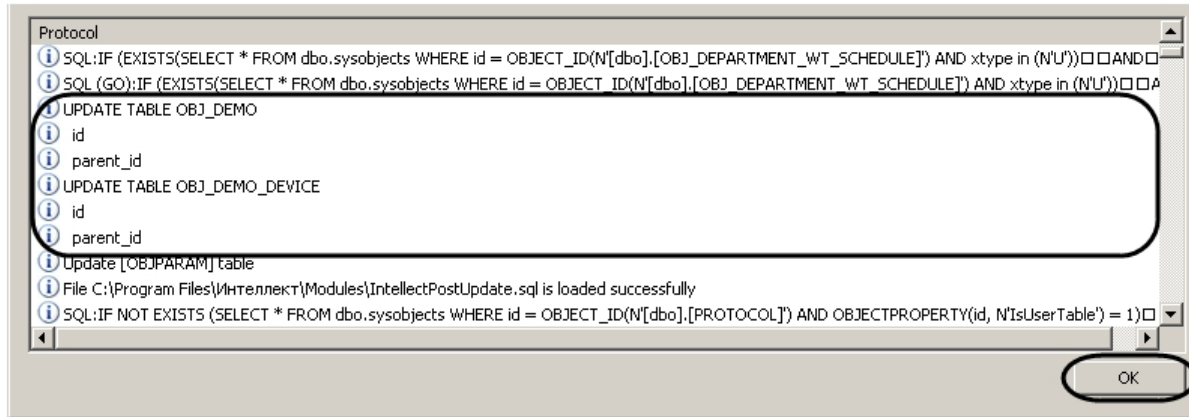 Protocol
SQL:IF (EXISTS(SELECT * FROM dbo.sysobjects WHERE id = OBJECT_ID(N'[dbo].[OBJ_DEPARTMENT_WT_SCHEDULE]') AND xtype in (N'U'))□□AND□
SQL (GO):IF (EXISTS(SELECT * FROM dbo.sysobjects WHERE id = OBJECT_ID(N'[dbo].[OBJ_DEPARTMENT_WT_SCHEDULE]') AND xtype in (N'U'))□□A
UPDATE TABLE OBJ_DEMO
id
parent_id
UPDATE TABLE OBJ_DEMO_DEVICE
id
parent_id
Update [OBJPARAM] table
File C:\Program Files\Интеллект\Modules\IntellectPostUpdate.sql is loaded successfully
SQL:IF NOT EXISTS (SELECT * FROM dbo.sysobjects WHERE id = OBJECT_ID(N'[dbo].[PROTOCOL]') AND OBJECTPROPERTY(id, N'IsUserTable') = 1)□
OK